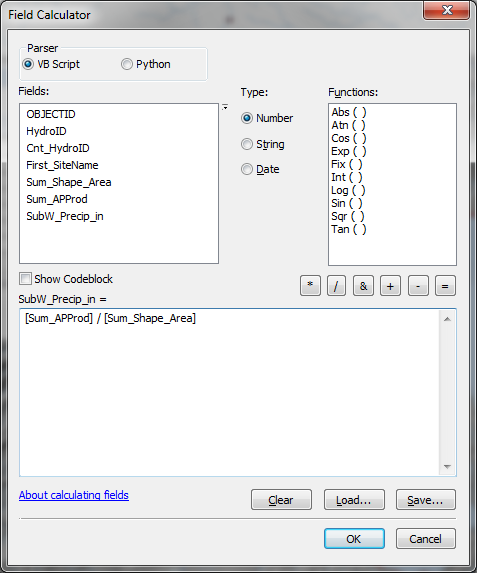 Field Calculator
Parser
VB Script Python
Fields: Type: Functions:
OBJECTID
HydroID
Cnt_HydroID
First_SiteName
Sum_Shape_Area
Sum_APProd
SubW_Precip_in
Number
String
Date
Abs ( )
Atn ( )
Cos ( )
Exp ( )
Fix ( )
Int ( )
Log ( )
Sin ( )
Sqr ( )
Tan ( )
Show Codeblock
* / & + - =
SubW_Precip_in =
[Sum_APProd] / [Sum_Shape_Area]
About calculating fields
Clear Load... Save...
OK Cancel